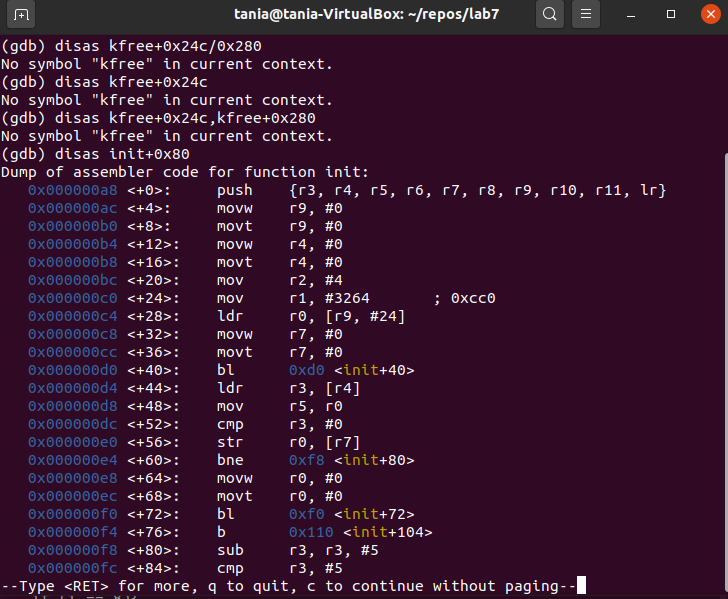 tania@tania-VirtualBox: ~/repos/lab7
(gdb) disas kfree+0x24c/0x280
No symbol "kfree" in current context.
(gdb) disas kfree+0x24c
No symbol "kfree" in current context.
(gdb) disas kfree+0x24c,kfree+0x280
No symbol "kfree" in current context.
(gdb) disas init+0x80
Dump of assembler code for function init:
   0x000000a8 <+0>:     push    {r3, r4, r5, r6, r7, r8, r9, r10, r11, lr}
   0x000000ac <+4>:     movw    r9, #0
   0x000000b0 <+8>:     movt    r9, #0
   0x000000b4 <+12>:    movw    r4, #0
   0x000000b8 <+16>:    movt    r4, #0
   0x000000bc <+20>:    mov     r2, #4
   0x000000c0 <+24>:    mov     r1, #3264       ; 0xcc0
   0x000000c4 <+28>:    ldr     r0, [r9, #24]
   0x000000c8 <+32>:    movw    r7, #0
   0x000000cc <+36>:    movt    r7, #0
   0x000000d0 <+40>:    bl      0xd0 <init+40>
   0x000000d4 <+44>:    ldr     r3, [r4]
   0x000000d8 <+48>:    mov     r5, r0
   0x000000dc <+52>:    cmp     r3, #0
   0x000000e0 <+56>:    str     r0, [r7]
   0x000000e4 <+60>:    bne     0xf8 <init+80>
   0x000000e8 <+64>:    movw    r0, #0
   0x000000ec <+68>:    movt    r0, #0
   0x000000f0 <+72>:    bl      0xf0 <init+72>
   0x000000f4 <+76>:    b       0x110 <init+104>
   0x000000f8 <+80>:    sub     r3, r3, #5
   0x000000fc <+84>:    cmp     r3, #5
--Type <RET> for more, q to quit, c to continue without paging--